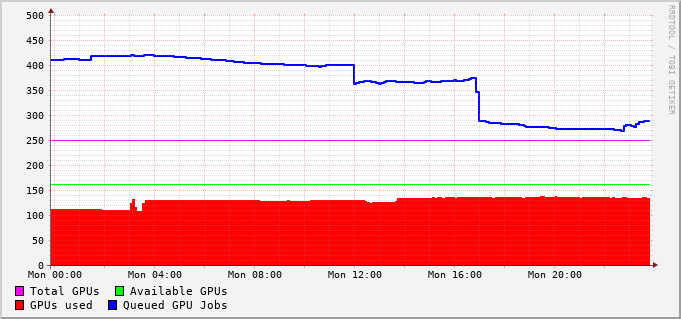 500
450
400
350
300
250
200
150
100
50
0
Mon 00:00 Mon 04:00 Mon 08:00 Mon 12:00 Mon 16:00 Mon 20:00
Total GPUs Available GPUs
GPUs used Queued GPU Jobs
RRDTOOL / TOBI OETIKER